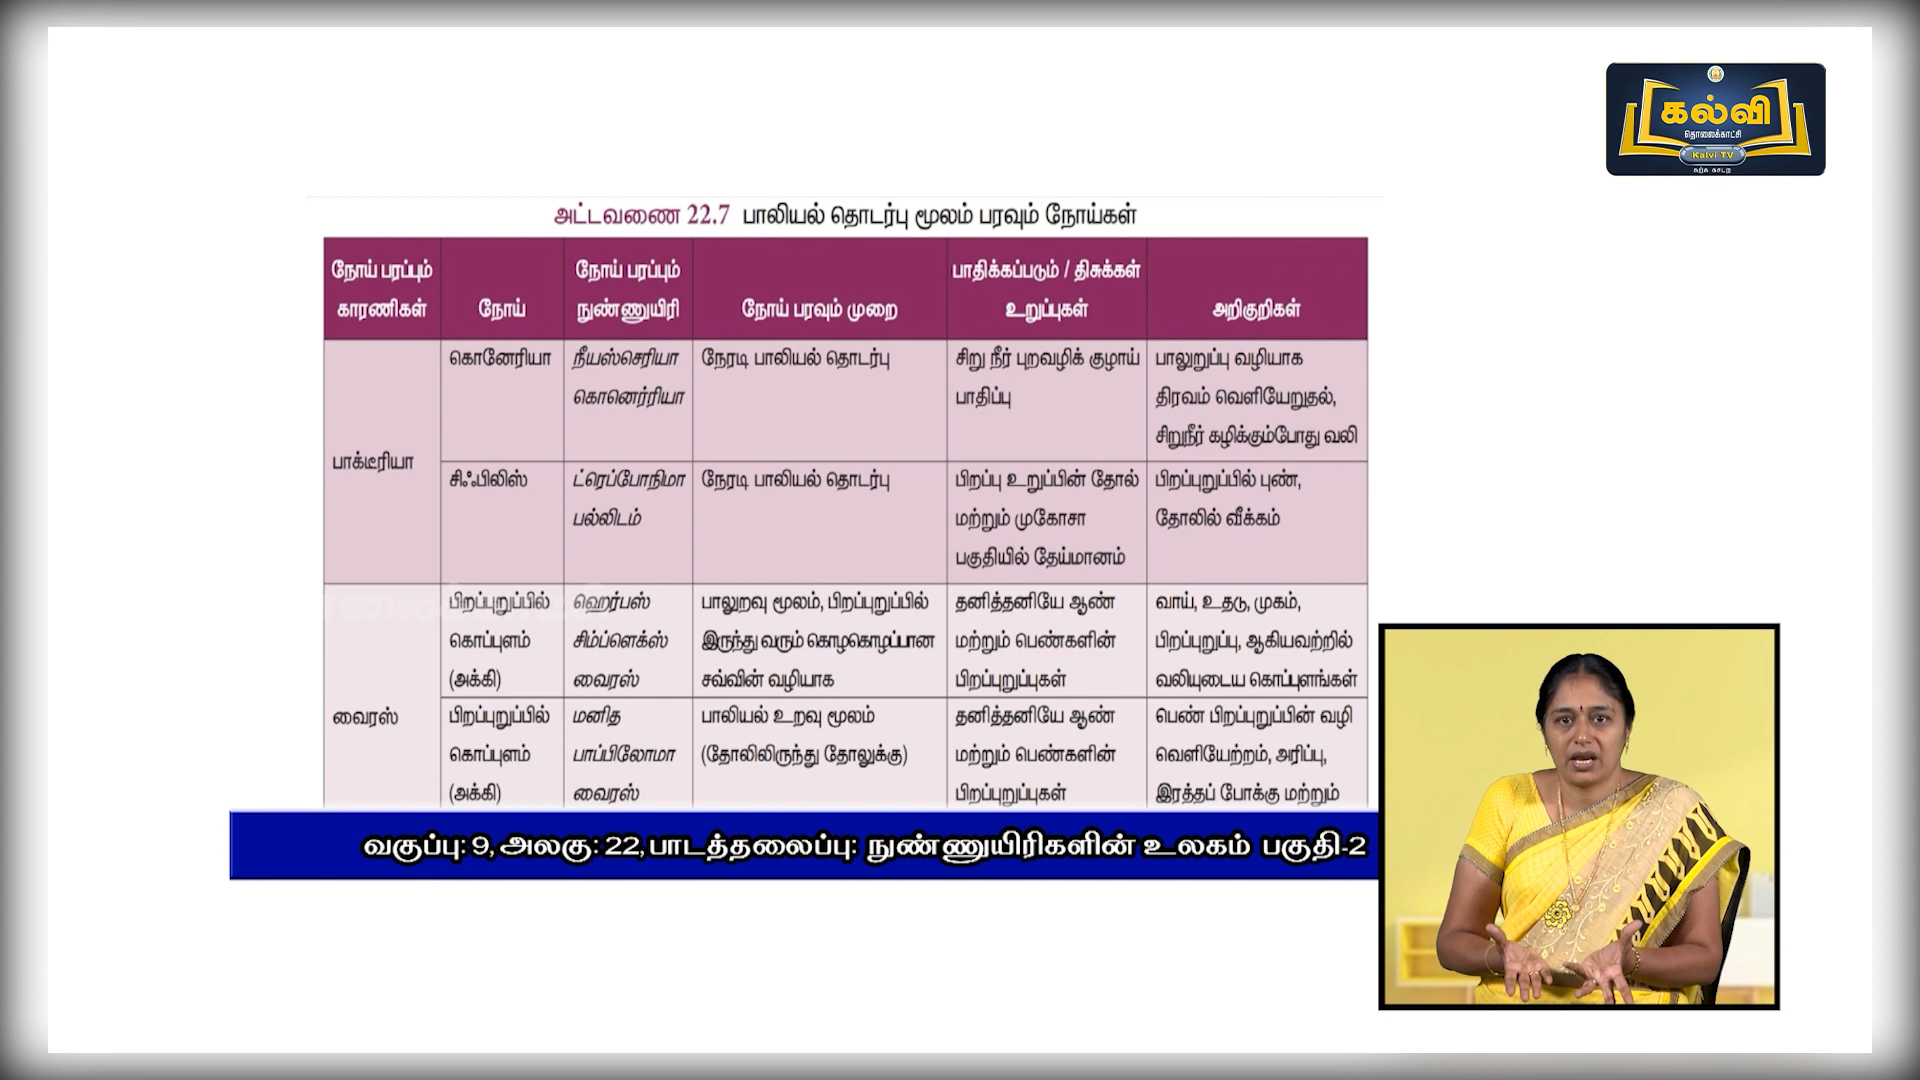 கல்வி
தொலைக்காட்சி
Kalvi TV
கற்க கசடற
அட்டவணை 22.7 பாலியல் தொடர்பு மூலம் பரவும் நோய்கள்
நோய் பரப்பும்
காரணிகள்
நோய்
நோய் பரப்பும்
நுண்ணுயிரி
நோய் பரவும் முறை
பாதிக்கப்படும் / திசுக்கள்
உறுப்புகள்
அறிகுறிகள்
பாக்டீரியா
கொனேரியா
நீயஸ்செரியா
கொனெர்ரியா
நேரடி பாலியல் தொடர்பு
சிறு நீர் புறவழிக் குழாய்
பாதிப்பு
பாலுறுப்பு வழியாக
திரவம் வெளியேறுதல்,
சிறுநீர் கழிக்கும்போது வலி
சிஃபிலிஸ்
ட்ரெப்போநிமா
பல்லிடம்
நேரடி பாலியல் தொடர்பு
பிறப்பு உறுப்பின் தோல்
மற்றும் முகோசா
பகுதியில் தேய்மானம்
பிறப்புறுப்பில் புண்,
தோலில் வீக்கம்
வைரஸ்
பிறப்புறுப்பில்
கொப்புளம்
(அக்கி)
ஹெர்பஸ்
சிம்ப்ளெக்ஸ்
வைரஸ்
பாலுறவு மூலம், பிறப்புறுப்பில்
இருந்து வரும் கொழகொழப்பான
சவ்வின் வழியாக
தனித்தனியே ஆண்
மற்றும் பெண்களின்
பிறப்புறுப்புகள்
வாய், உதடு, முகம்,
பிறப்புறுப்பு, ஆகியவற்றில்
வலியுடைய கொப்புளங்கள்
பிறப்புறுப்பில்
கொப்புளம்
(அக்கி)
மனித
பாப்பிலோமா
வைரஸ்
பாலியல் உறவு மூலம்
(தோலிலிருந்து தோலுக்கு)
தனித்தனியே ஆண்
மற்றும் பெண்களின்
பிறப்புறுப்புகள்
பெண் பிறப்புறுப்பின் வழி
வெளியேற்றம், அரிப்பு,
இரத்தப் போக்கு மற்றும்
வகுப்பு: 9, அலகு: 22, பாடத்தலைப்பு: நுண்ணுயிரிகளின் உலகம் பகுதி-2